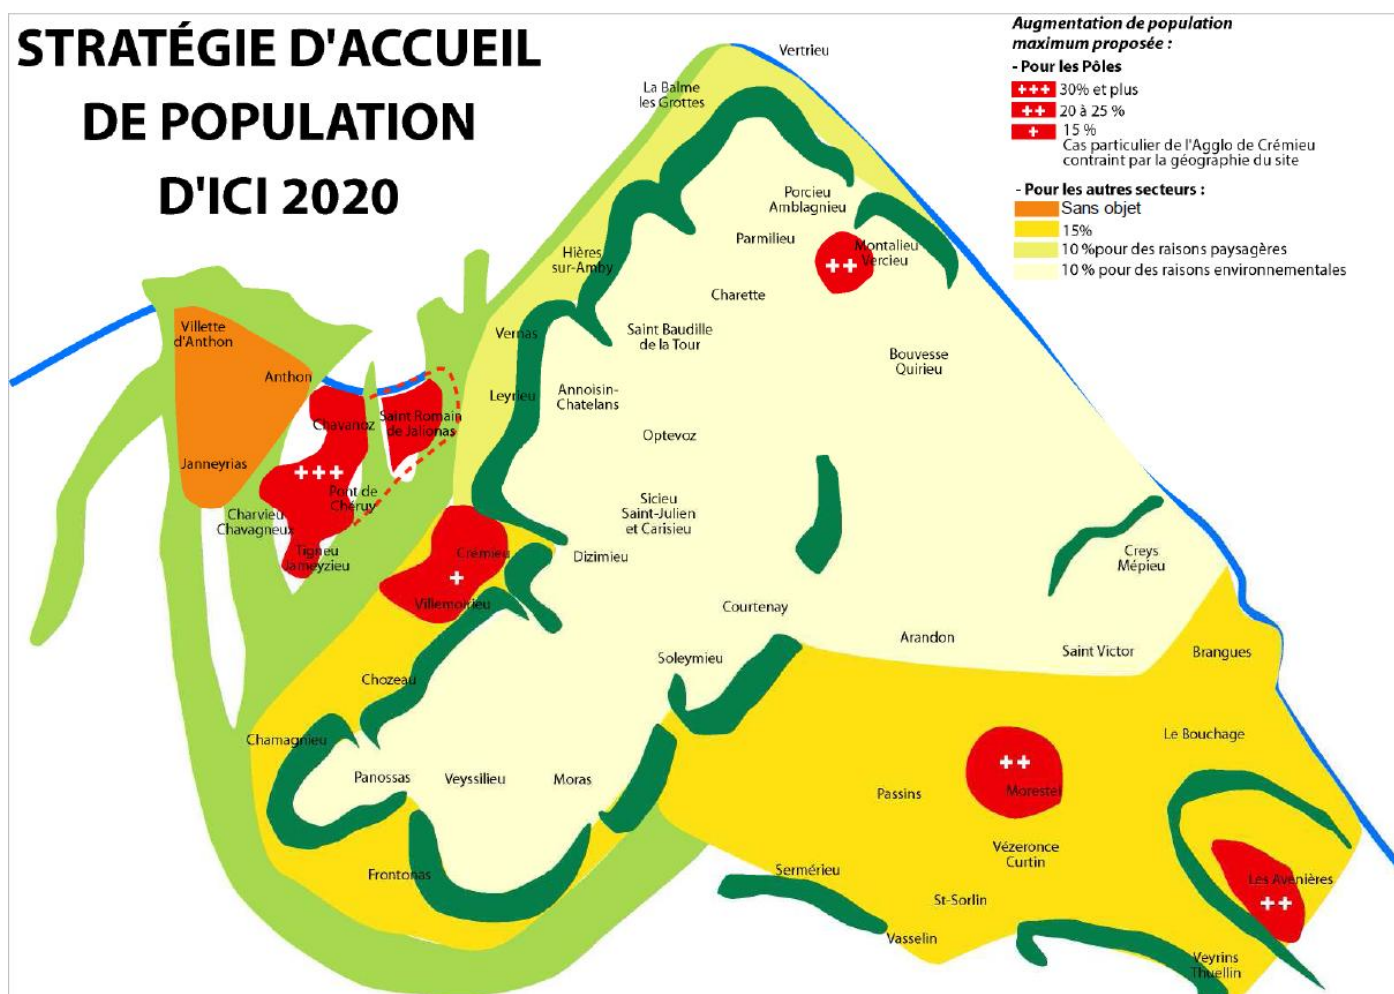 STRATÉGIE D'ACCUEIL
DE POPULATION
D'ICI 2020
Augmentation de population
maximum proposée :
- Pour les Pôles
+++ 30% et plus
++ 20 à 25 %
+ 15 %
Cas particulier de l'Agglo de Crémieu
contraint par la géographie du site
- Pour les autres secteurs :
Sans objet
15%
10 %pour des raisons paysagères
10 % pour des raisons environnementales
Vertrieu
La Balme
les Grottes
Porcieu
Amblagnieu
Parmilieu
Montalieu
Vercieu
++
Hières
sur-Amby
Charette
Villette
d'Anthon
Vernas
Saint Baudille
de la Tour
Bouvesse
Quirieu
Anthon
Leyrieu
Annoisin-
Chatelans
Chavanoz
Saint Romain
de Jalionas
Optevoz
Janneyrias
+++
Pont de
Chéruy
Charvieu
Chavagneux
Sicieu
Saint-Julien
et Carisieu
Tigneu
Jameyzieu
Crémieu
+
Villemoirieu
Dizimieu
Creys
Mépieu
Courtenay
Arandon
Saint Victor
Brangues
Soleymieu
Chozeau
Chamagnieu
Le Bouchage
Panossas
Veyssilieu
Moras
++
Morestel
Passins
Vézeronce
Curtin
Frontonas
Sermérieu
Les Avenières
++
St-Sorlin
Vasselin
Veyrins
Thuellin